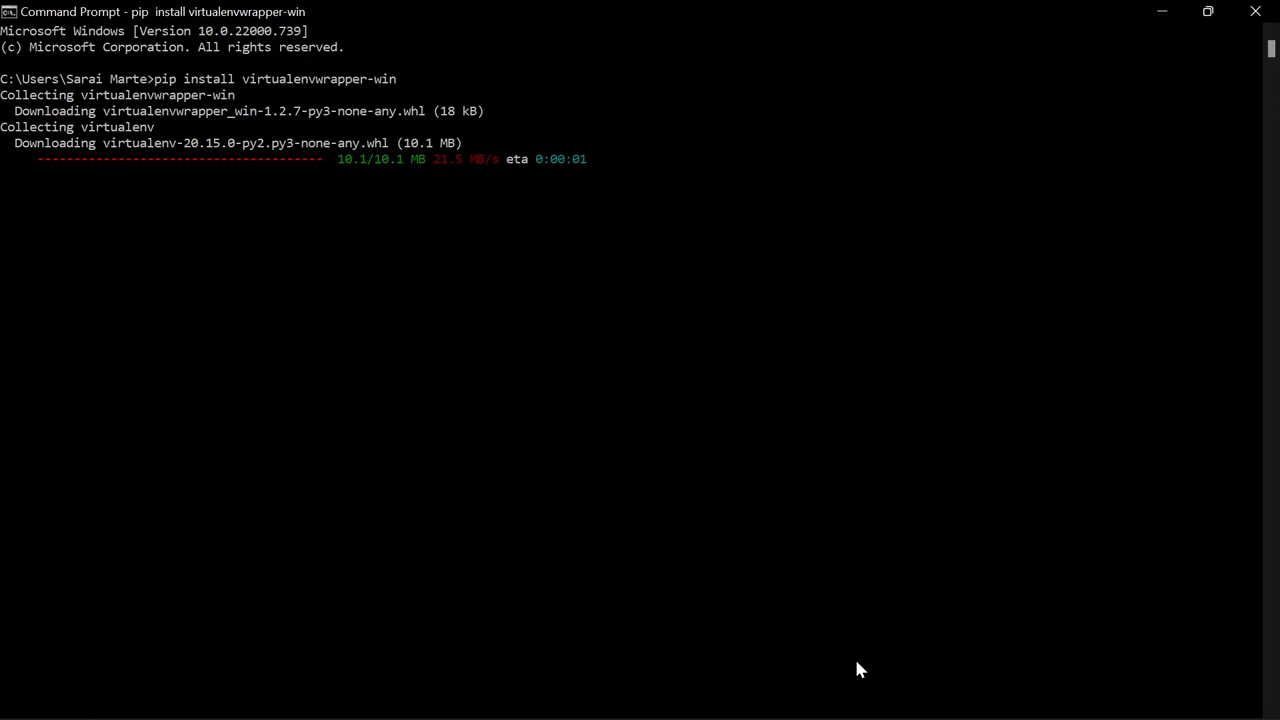 Command Prompt - pip  install virtualenvwrapper-win
Microsoft Windows [Version 10.0.22000.739]
(c) Microsoft Corporation. All rights reserved.
C:\Users\Sarai Marte>pip install virtualenvwrapper-win
Collecting virtualenvwrapper-win
  Downloading virtualenvwrapper_win-1.2.7-py3-none-any.whl (18 kB)
Collecting virtualenv
  Downloading virtualenv-20.15.0-py2.py3-none-any.whl (10.1 MB)
     --------------------------------------- 10.1/10.1 MB 21.5 MB/s eta 0:00:01